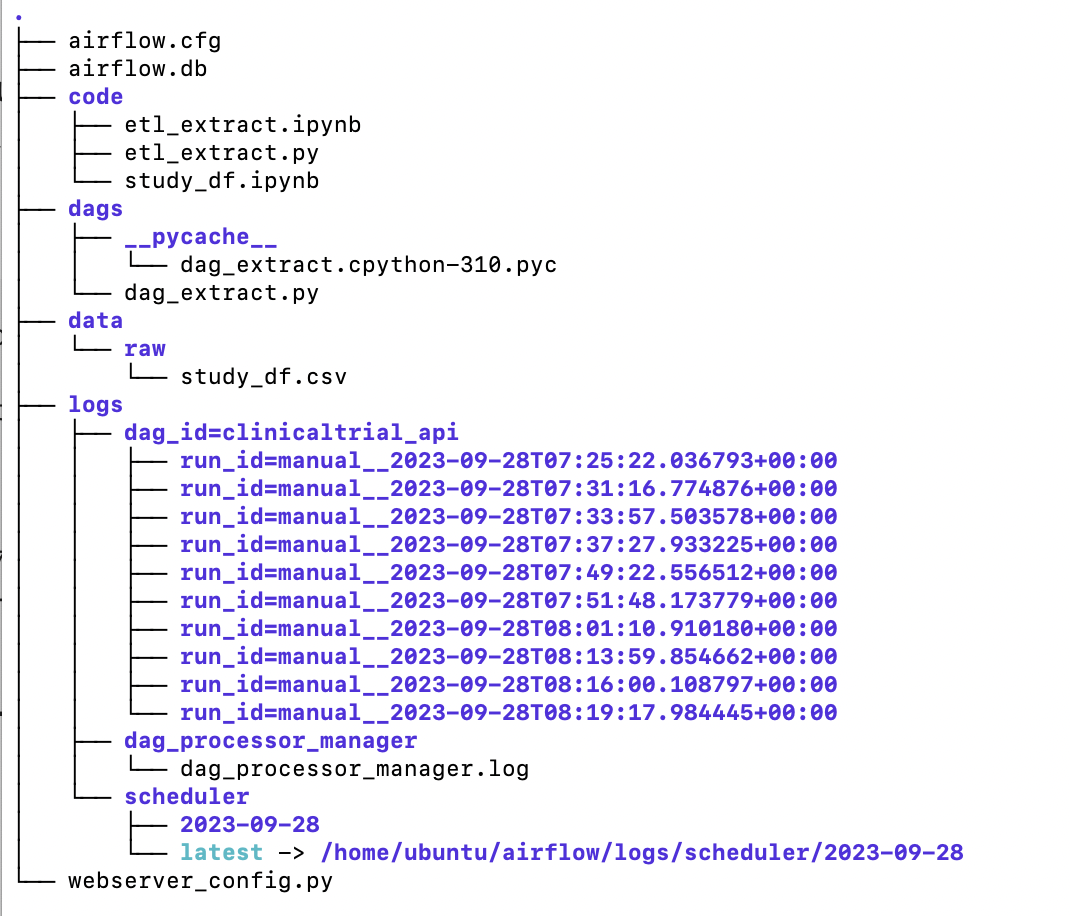 .
├── airflow.cfg
├── airflow.db
├── code
│   ├── etl_extract.ipynb
│   ├── etl_extract.py
│   └── study_df.ipynb
├── dags
│   ├── __pycache__
│   │   └── dag_extract.cpython-310.pyc
│   └── dag_extract.py
├── data
│   └── raw
│       └── study_df.csv
├── logs
│   ├── dag_id=clinicaltrial_api
│   │   ├── run_id=manual__2023-09-28T07:25:22.036793+00:00
│   │   ├── run_id=manual__2023-09-28T07:31:16.774876+00:00
│   │   ├── run_id=manual__2023-09-28T07:33:57.503578+00:00
│   │   ├── run_id=manual__2023-09-28T07:37:27.933225+00:00
│   │   ├── run_id=manual__2023-09-28T07:49:22.556512+00:00
│   │   ├── run_id=manual__2023-09-28T07:51:48.173779+00:00
│   │   ├── run_id=manual__2023-09-28T08:01:10.910180+00:00
│   │   ├── run_id=manual__2023-09-28T08:13:59.854662+00:00
│   │   ├── run_id=manual__2023-09-28T08:16:00.108797+00:00
│   │   └── run_id=manual__2023-09-28T08:19:17.984445+00:00
│   ├── dag_processor_manager
│   │   └── dag_processor_manager.log
│   └── scheduler
│       ├── 2023-09-28
│       └── latest -> /home/ubuntu/airflow/logs/scheduler/2023-09-28
└── webserver_config.py